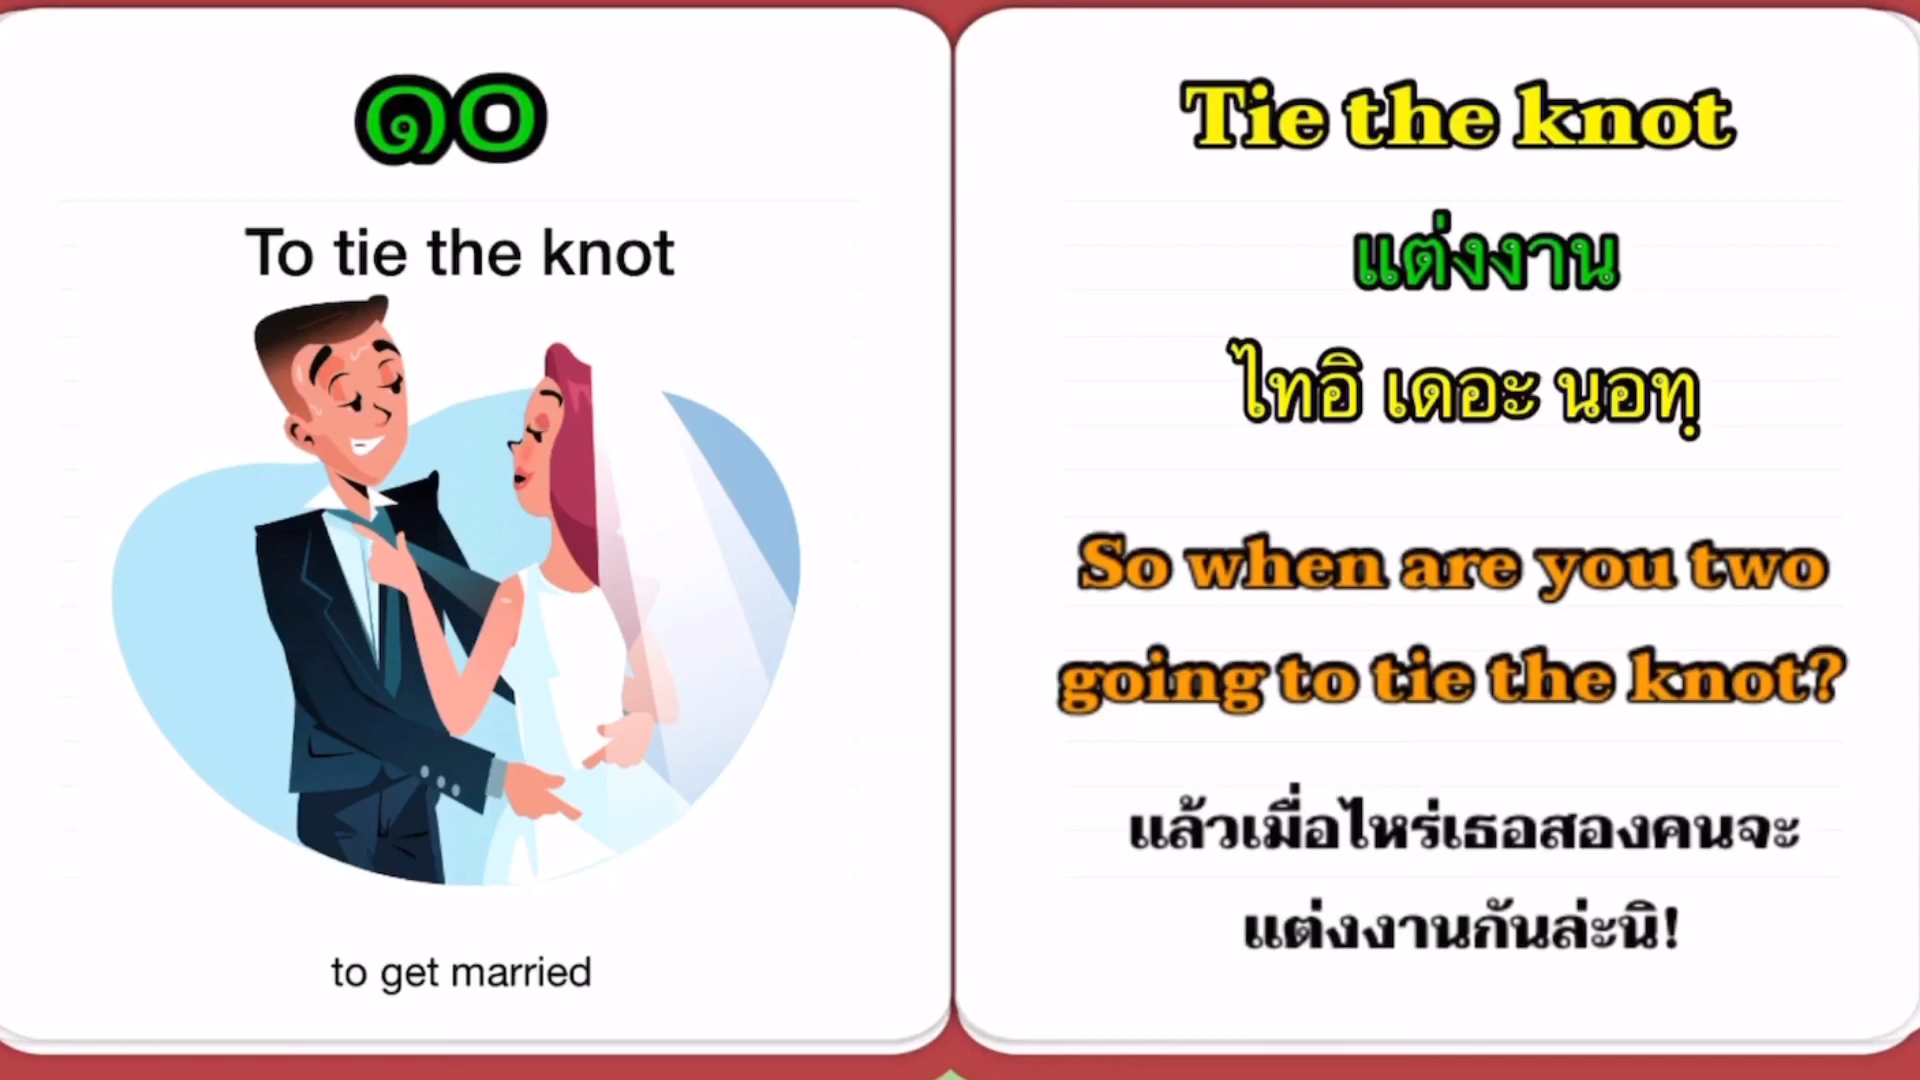 ๑๐
To tie the knot
to get married
Tie the knot
แต่งงาน
ไทอิ เดอะ นอทฺ
So when are you two
going to tie the knot?
แล้วเมื่อไหร่เธอสองคนจะ
แต่งงานกันล่ะนิ!